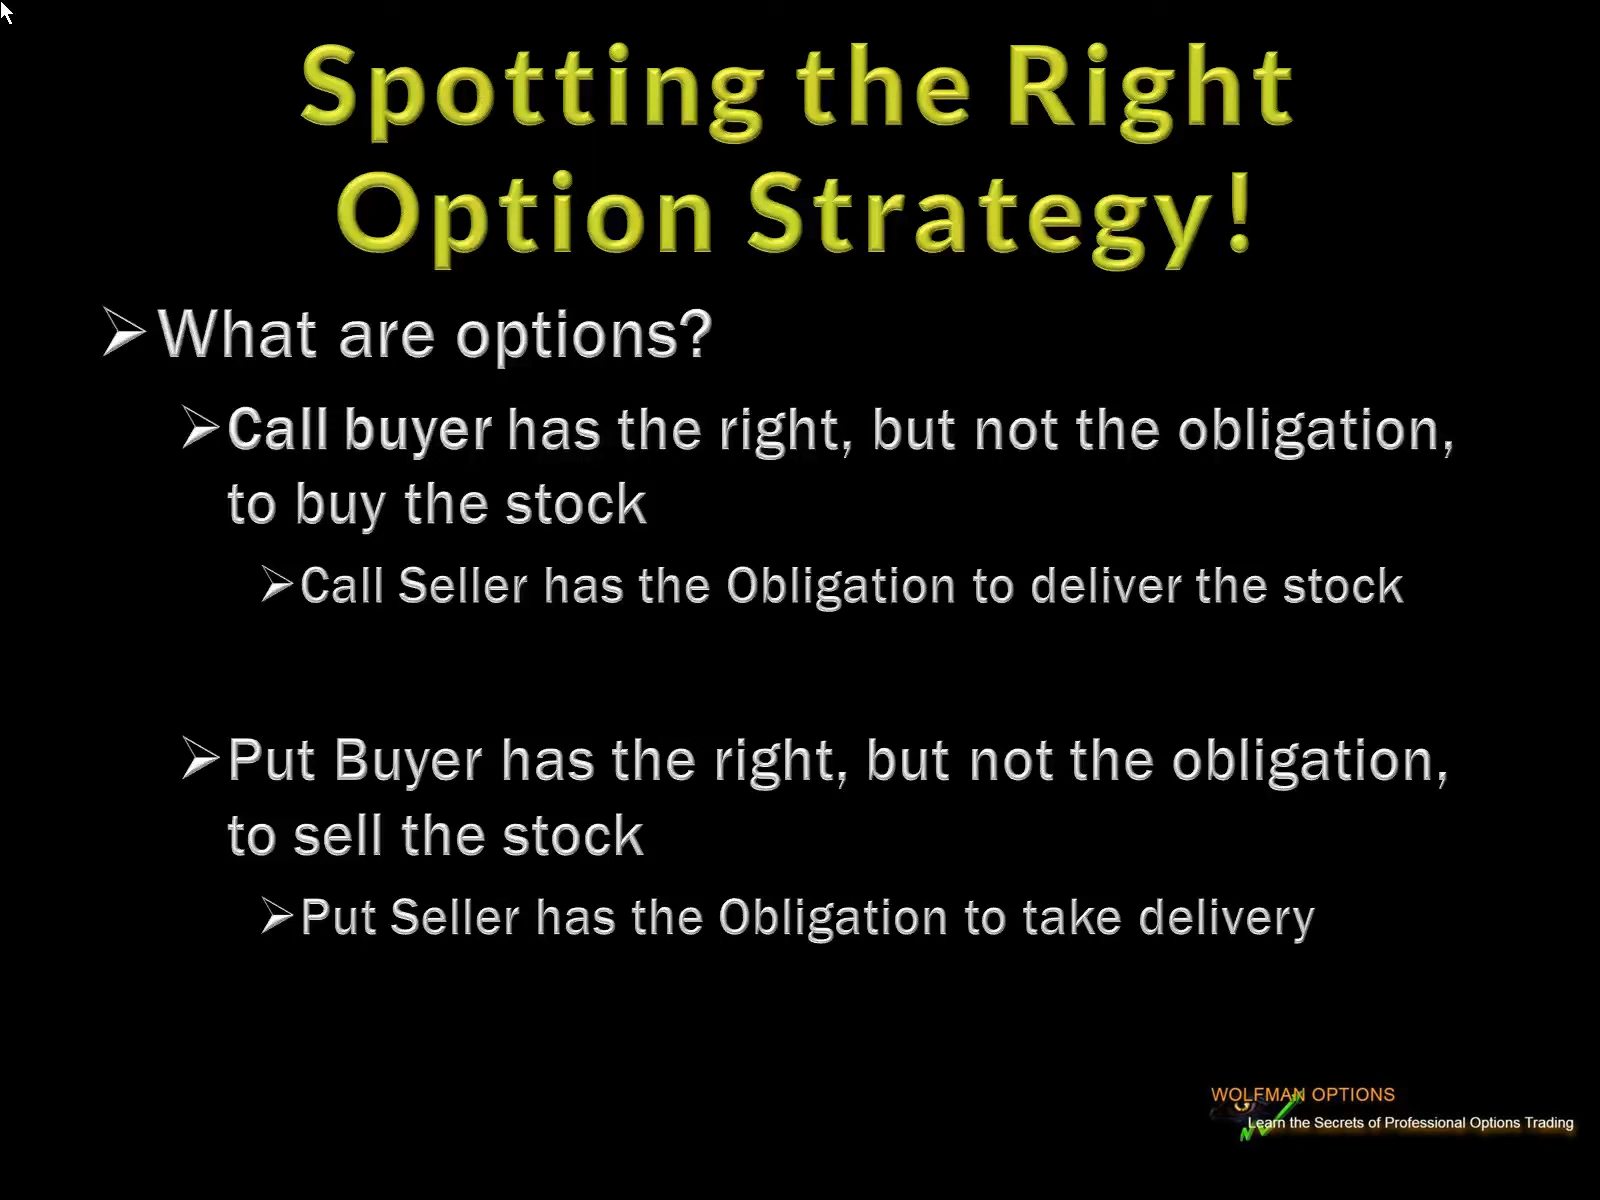 Spotting the Right
Option Strategy!
What are options?
Call buyer has the right, but not the obligation,
to buy the stock
Call Seller has the Obligation to deliver the stock
Put Buyer has the right, but not the obligation,
to sell the stock
Put Seller has the Obligation to take delivery
WOLFMAN OPTIONS
Learn the Secrets of Professional Options Trading